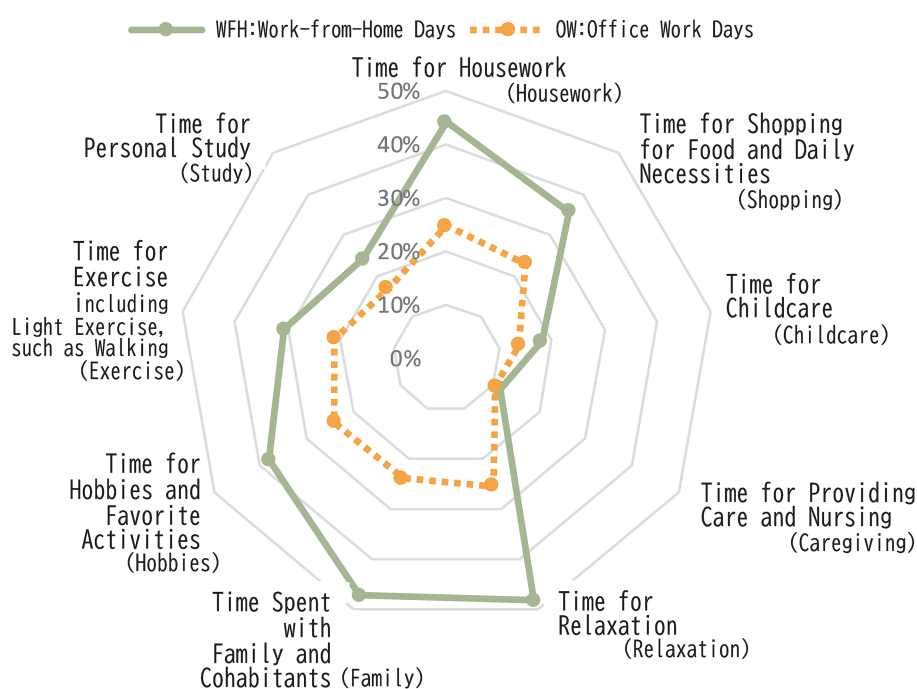 WFH:Work-from-Home Days
OW:Office Work Days
Time for Housework
(Housework)
50%
40%
30%
20%
10%
0%
Time for Shopping
for Food and Daily
Necessities
(Shopping)
Time for
Childcare
(Childcare)
Time for Providing
Care and Nursing
(Caregiving)
Time for
Relaxation
(Relaxation)
Time Spent
with
Family and
Cohabitants (Family)
Time for
Hobbies and
Favorite
Activities
(Hobbies)
Time for
Exercise
including
Light Exercise,
such as Walking
(Exercise)
Time for
Personal Study
(Study)